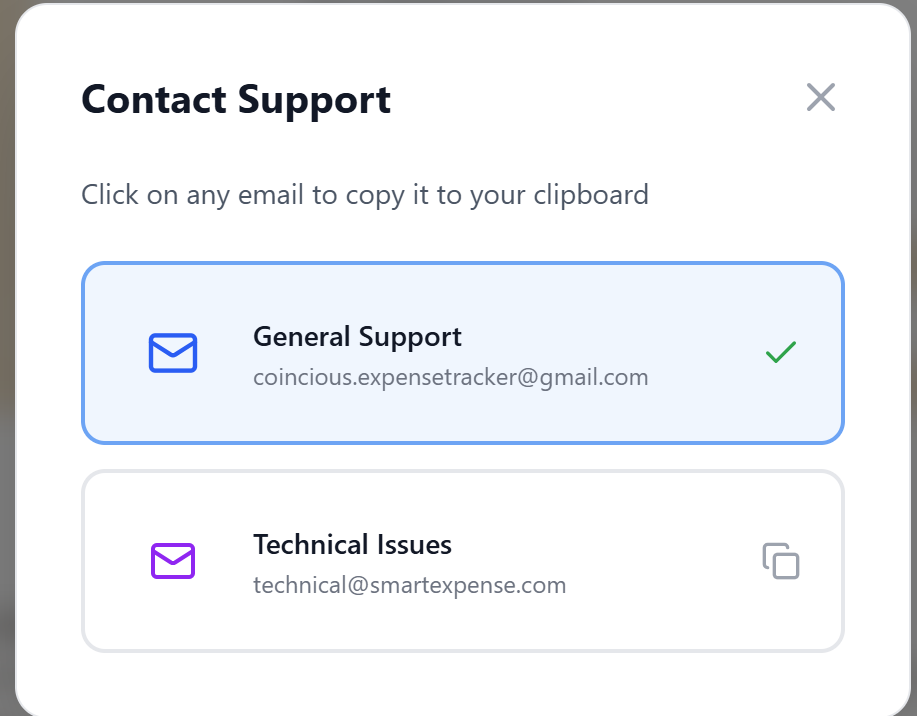 Contact Support
Click on any email to copy it to your clipboard
General Support
coincious.expensetracker@gmail.com
Technical Issues
technical@smartexpense.com